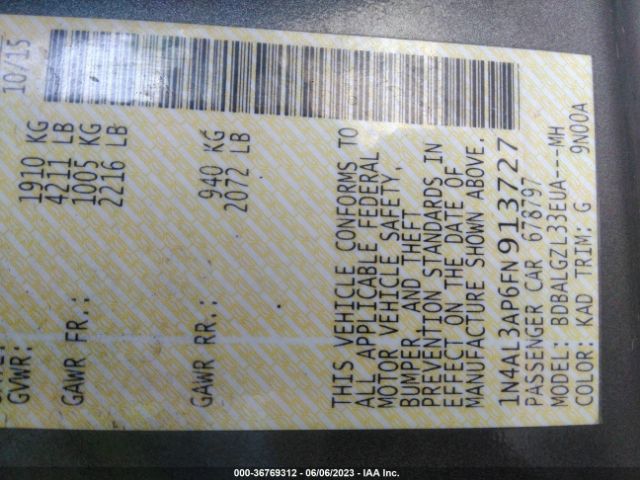 10/15
GVWR: 1910 KG
4211 LB
GAWR FR.: 1005 KG
2216 LB
GAWR RR.: 940 KG
2072 LB
THIS VEHICLE CONFORMS TO
ALL APPLICABLE FEDERAL
MOTOR VEHICLE SAFETY,
BUMPER, AND THEFT
PREVENTION STANDARDS IN
EFFECT ON THE DATE OF
MANUFACTURE SHOWN ABOVE.
1N4AL3AP6FN913727
PASSENGER CAR 678797
MODEL: BDBALGZL33EUA---MH
COLOR: KAD TRIM: G 9N00A
000-36769312 - 06/06/2023 - IAA Inc.